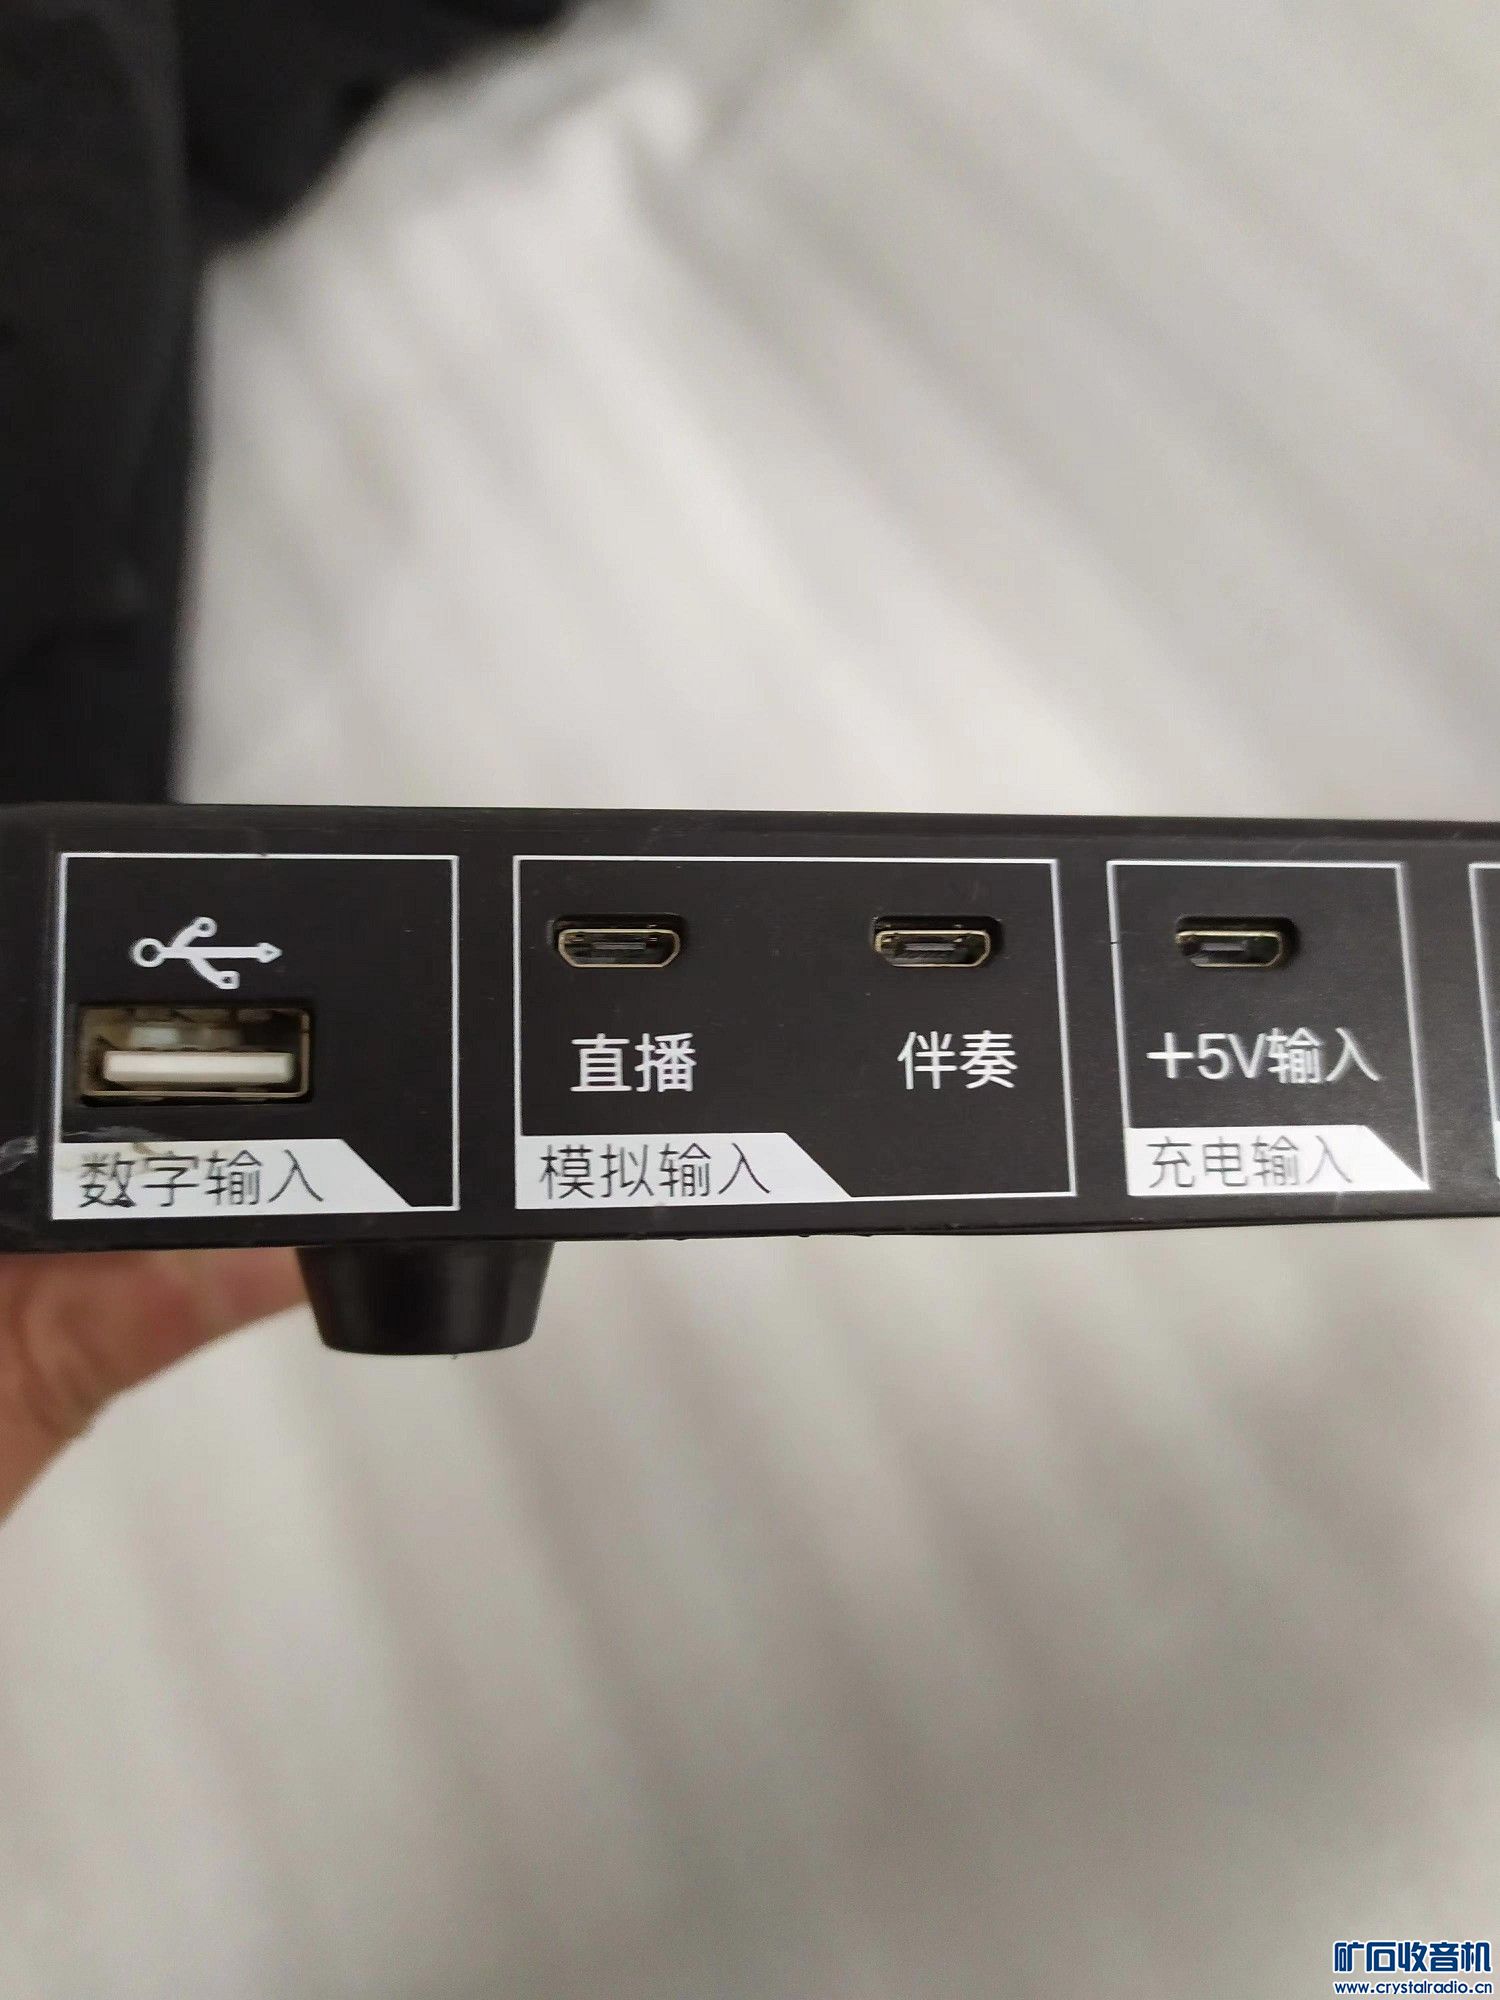 直播
伴奏
+5V输入
数字输入
模拟输入
充电输入
矿石收音机
www.crystalradio.cn